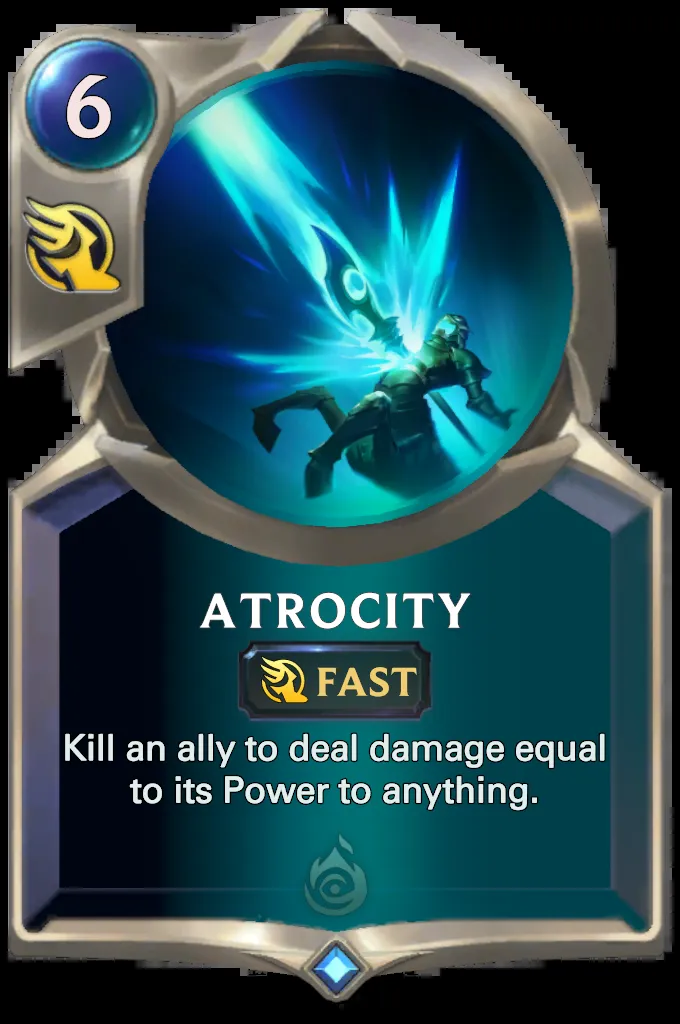 6
ATROCITY
FAST
Kill an ally to deal damage equal
to its Power to anything.